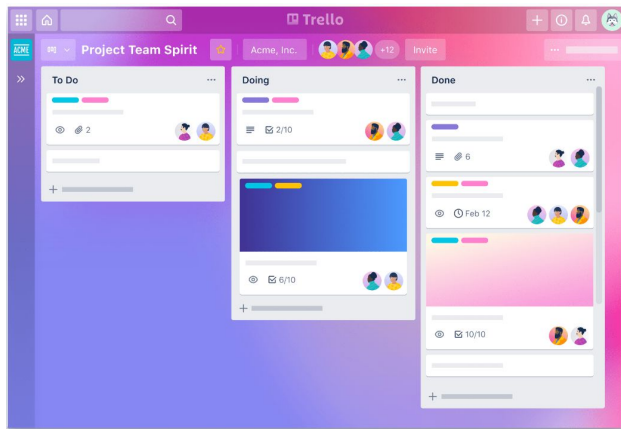 Trello
ACME
Project Team Spirit
Acme, Inc.
+12
Invite
To Do
2
Doing
2/10
6/10
Done
6
Feb 12
10/10